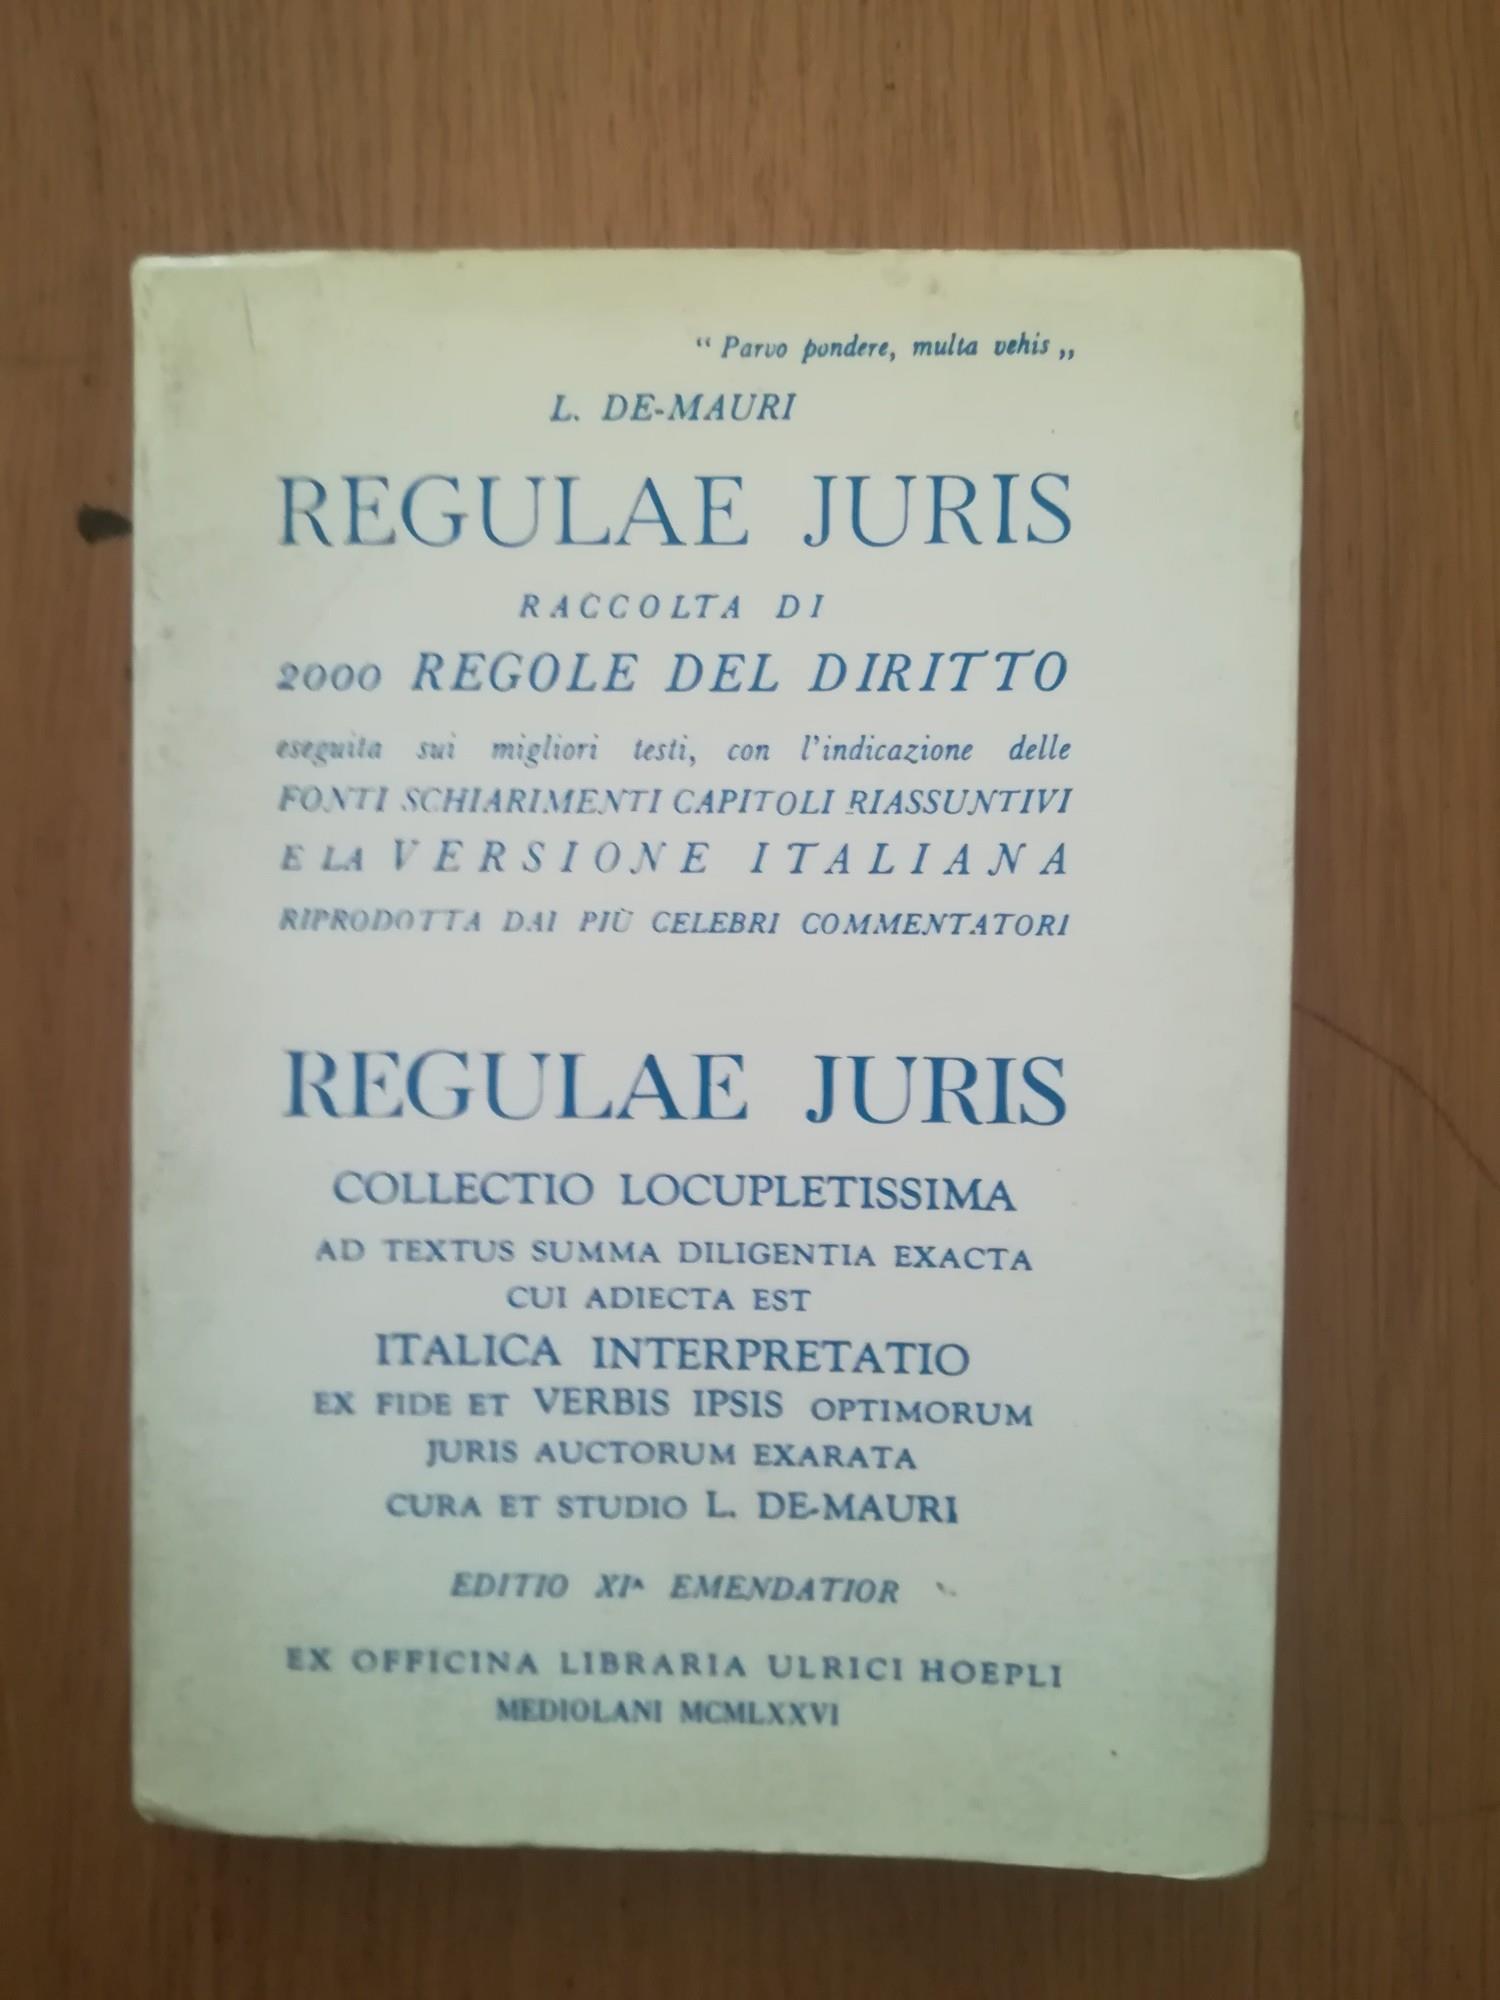 “ Parvo pondere, multa vehis „
L. DE-MAURI
REGULAE JURIS
RACCOLTA DI
2000 REGOLE DEL DIRITTO
eseguita sui migliori testi, con l'indicazione delle
FONTI SCHIARIMENTI CAPITOLI RIASSUNTIVI
E LA VERSIONE ITALIANA
RIPRODOTTA DAI PIÙ CELEBRI COMMENTATORI
REGULAE JURIS
COLLECTIO LOCUPLETISSIMA
AD TEXTUS SUMMA DILIGENTIA EXACTA
CUI ADIECTA EST
ITALICA INTERPRETATIO
EX FIDE ET VERBIS IPSIS OPTIMORUM
JURIS AUCTORUM EXARATA
CURA ET STUDIO L. DE-MAURI
EDITIO XIᴬ EMENDATIOR
EX OFFICINA LIBRARIA ULRICI HOEPLI
MEDIOLANI MCMLXXVI